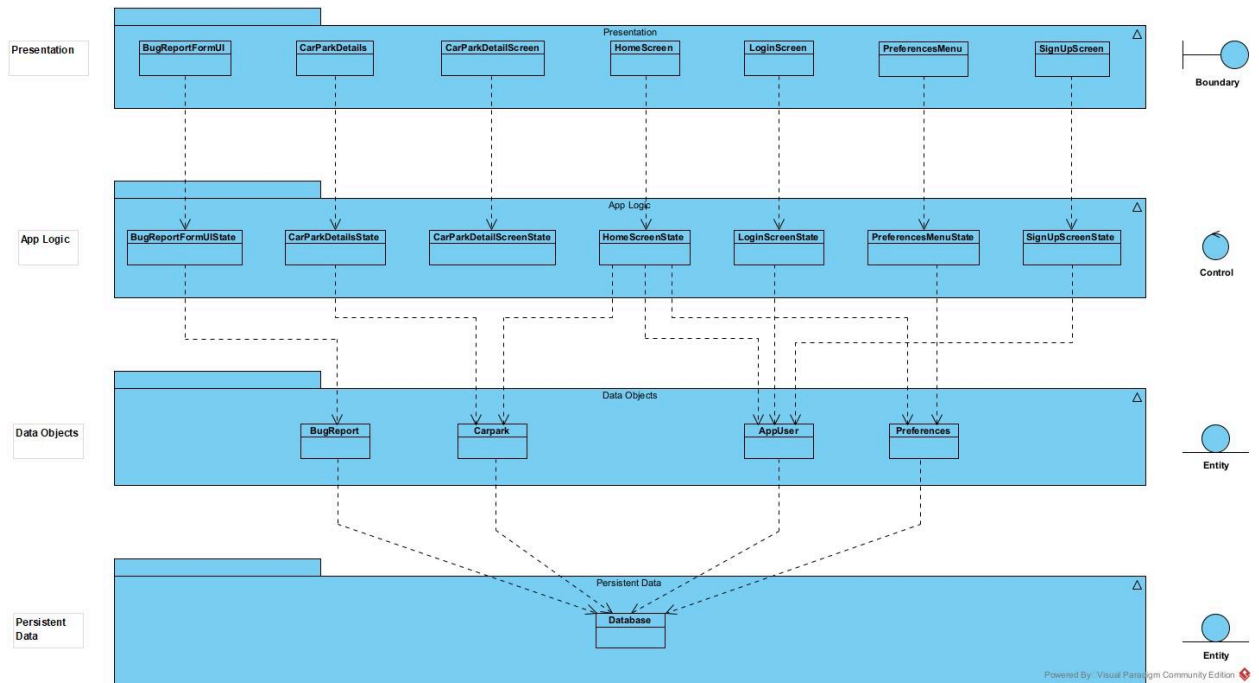 Presentation
Presentation
BugReportFormUI
CarParkDetails
CarParkDetailScreen
HomeScreen
LoginScreen
PreferencesMenu
SignUpScreen
Boundary
App Logic
App Logic
BugReportFormUIState
CarParkDetailsState
CarParkDetailScreenState
HomeScreenState
LoginScreenState
PreferencesMenuState
SignUpScreenState
Control
Data Objects
Data Objects
BugReport
Carpark
AppUser
Preferences
Entity
Persistent Data
Persistent
Data
Database
Entity
Powered By Visual Paradigm Community Edition